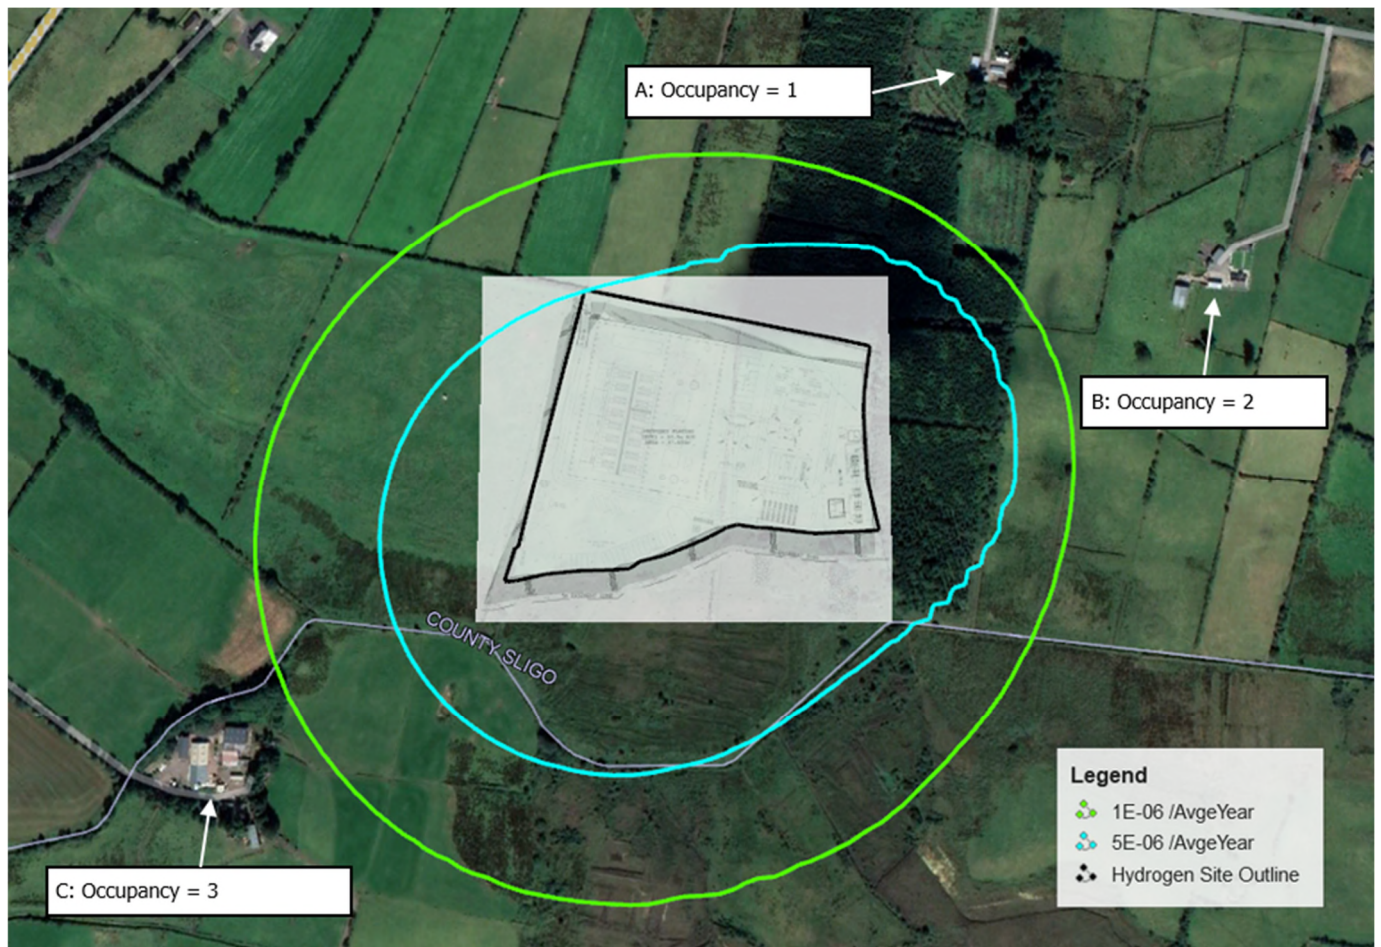 A: Occupancy = 1
B: Occupancy = 2
COUNTY SLIGO
C: Occupancy = 3
Legend
1E-06 /AvgeYear
5E-06 /AvgeYear
Hydrogen Site Outline